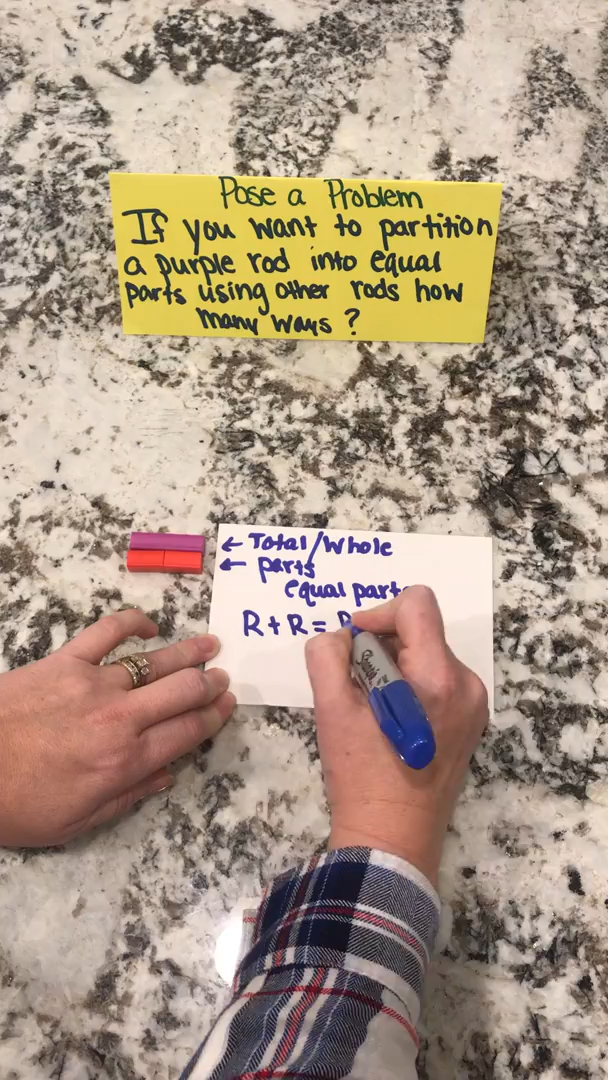 Pose a Problem
If you want to partition
a purple rod into equal
parts using other rods how
many ways?
← Total/Whole
← parts
equal parts
R+R=
Sharpie